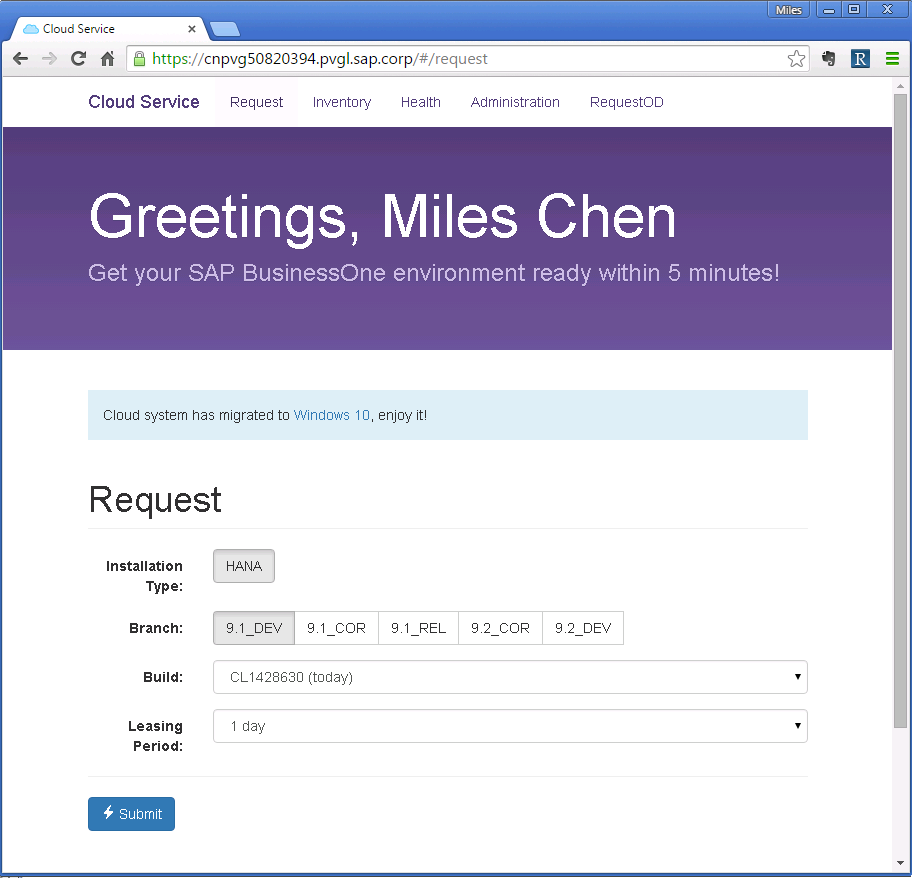 Miles
Cloud Service
https://cnpvg50820394.pvgl.sap.corp/#/request
R
Cloud Service Request Inventory Health Administration RequestOD
Greetings, Miles Chen
Get your SAP BusinessOne environment ready within 5 minutes!
Cloud system has migrated to Windows 10, enjoy it!
Request
Installation Type: HANA
Branch: 9.1_DEV 9.1_COR 9.1_REL 9.2_COR 9.2_DEV
Build: CL1428630 (today)
Leasing Period: 1 day
Submit